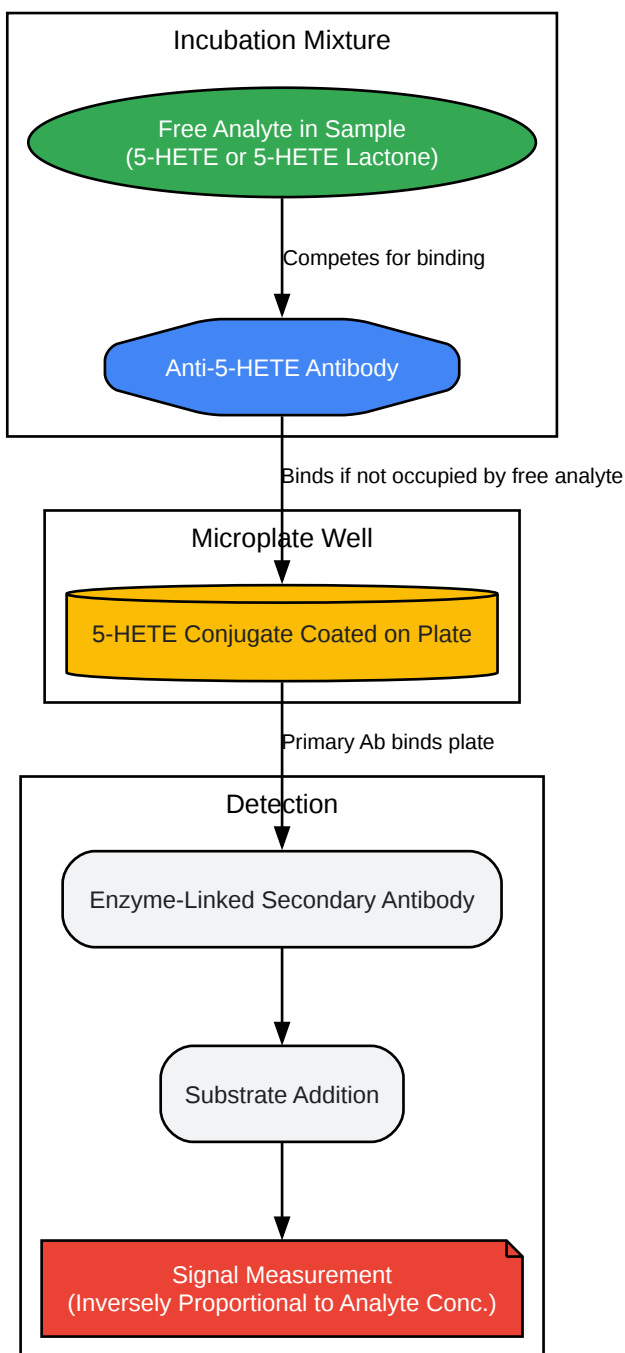 Incubation Mixture
Free Analyte in Sample
(5-HETE or 5-HETE Lactone)
Competes for binding
Anti-5-HETE Antibody
Binds if not occupied by free analyte
Microplate Well
5-HETE Conjugate Coated on Plate
Primary Ab binds plate
Detection
Enzyme-Linked Secondary Antibody
Substrate Addition
Signal Measurement
(Inversely Proportional to Analyte Conc.)